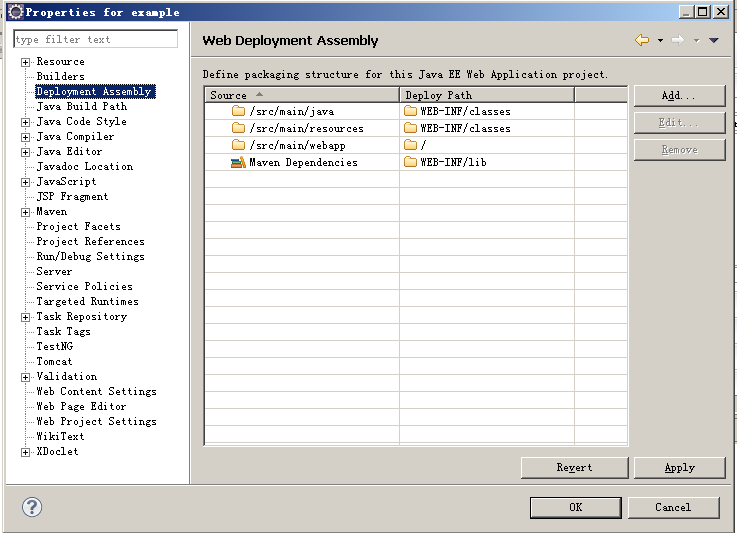 Properties for example
type filter text
Resource
Builders
Deployment Assembly
Java Build Path
Java Code Style
Java Compiler
Java Editor
Javadoc Location
JavaScript
JSP Fragment
Maven
Project Facets
Project References
Run/Debug Settings
Server
Service Policies
Targeted Runtimes
Task Repository
Task Tags
TestNG
Tomcat
Validation
Web Content Settings
Web Page Editor
Web Project Settings
WikiText
XDoclet
Web Deployment Assembly
Define packaging structure for this Java EE Web Application project.
Source Deploy Path
/src/main/java WEB-INF/classes
/src/main/resources WEB-INF/classes
/src/main/webapp /
Maven Dependencies WEB-INF/lib
Add...
Edit...
Remove
Revert Apply
OK Cancel